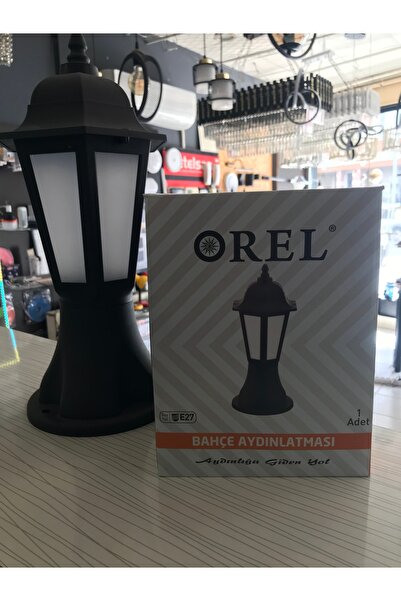 OREL®
E27
1
Adet
BAHÇE AYDINLATMASI
Aydınlığa Giden Yol